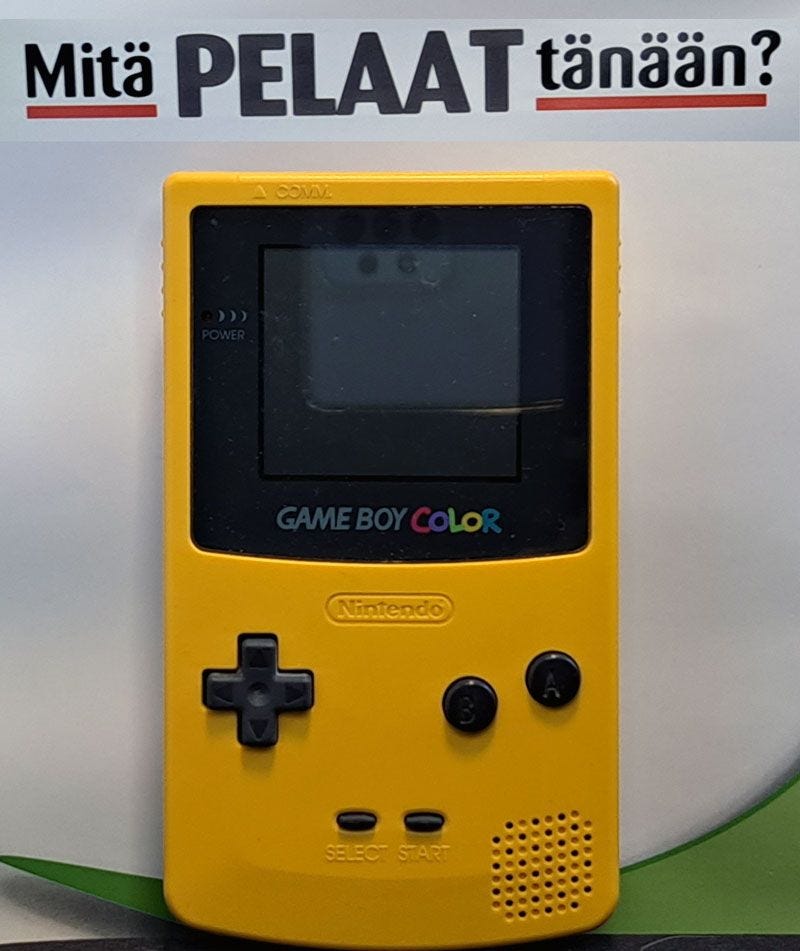 Mitä PELAAT tänään?
COMM.
POWER
GAME BOY COLOR
Nintendo
B A
SELECT START